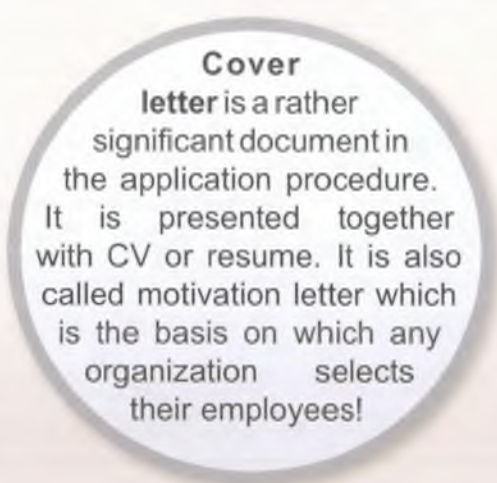 Cover
letter is a rather
significant document in
the application procedure.
It is presented together
with CV or resume. It is also
called motivation letter which
is the basis on which any
organization selects
their employees!